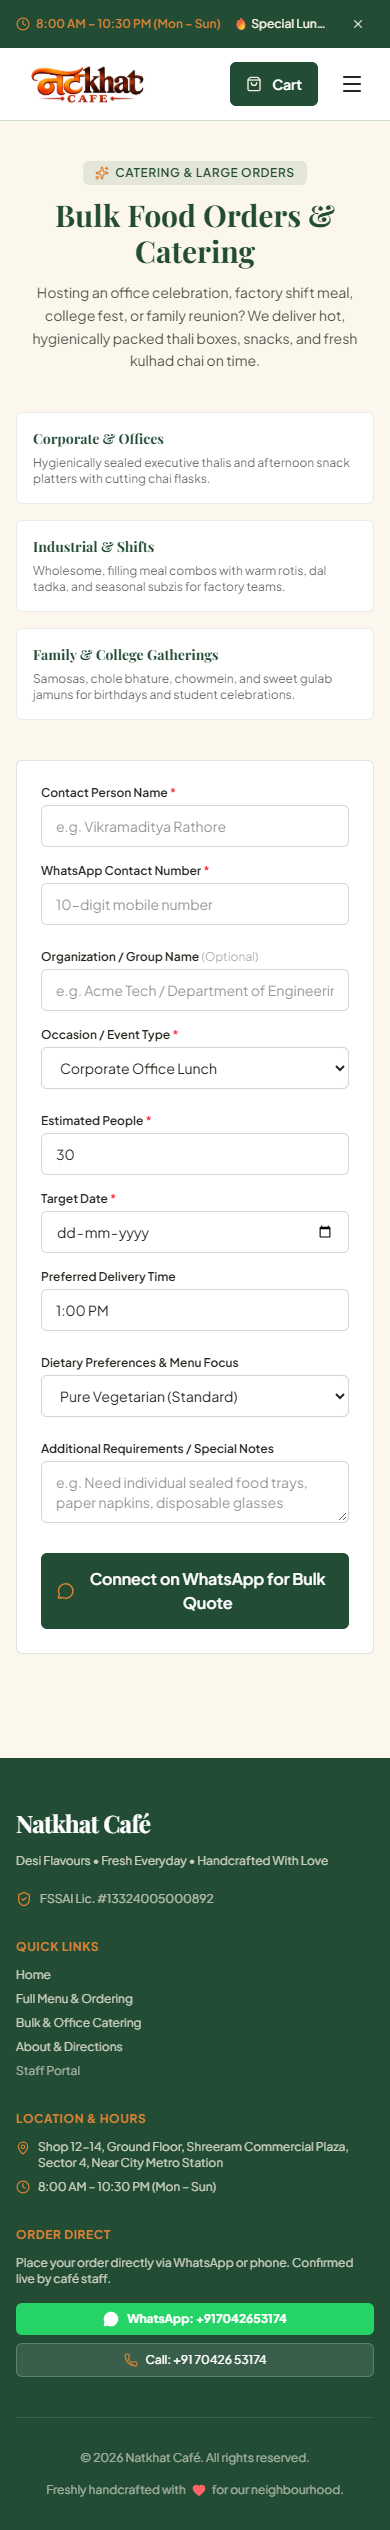 8:00 AM – 10:30 PM (Mon – Sun) 🔥 Special Lun...
नटkhat
CAFE
Cart
CATERING & LARGE ORDERS
Bulk Food Orders &
Catering
Hosting an office celebration, factory shift meal,
college fest, or family reunion? We deliver hot,
hygienically packed thali boxes, snacks, and fresh
kulhad chai on time.
Corporate & Offices
Hygienically sealed executive thalis and afternoon snack
platters with cutting chai flasks.
Industrial & Shifts
Wholesome, filling meal combos with warm rotis, dal
tadka, and seasonal subzis for factory teams.
Family & College Gatherings
Samosas, chole bhature, chowmein, and sweet gulab
jamuns for birthdays and student celebrations.
Contact Person Name *
e.g. Vikramaditya Rathore
WhatsApp Contact Number *
10-digit mobile number
Organization / Group Name (Optional)
e.g. Acme Tech / Department of Engineerir
Occasion / Event Type *
Corporate Office Lunch
Estimated People *
30
Target Date *
dd-mm-yyyy
Preferred Delivery Time
1:00 PM
Dietary Preferences & Menu Focus
Pure Vegetarian (Standard)
Additional Requirements / Special Notes
e.g. Need individual sealed food trays,
paper napkins, disposable glasses
Connect on WhatsApp for Bulk
Quote
Natkhat Café
Desi Flavours • Fresh Everyday • Handcrafted With Love
FSSAI Lic. #13324005000892
QUICK LINKS
Home
Full Menu & Ordering
Bulk & Office Catering
About & Directions
Staff Portal
LOCATION & HOURS
Shop 12-14, Ground Floor, Shreeram Commercial Plaza,
Sector 4, Near City Metro Station
8:00 AM – 10:30 PM (Mon – Sun)
ORDER DIRECT
Place your order directly via WhatsApp or phone. Confirmed
live by café staff.
WhatsApp: +917042653174
Call: +91 70426 53174
© 2026 Natkhat Café. All rights reserved.
Freshly handcrafted with ❤ for our neighbourhood.